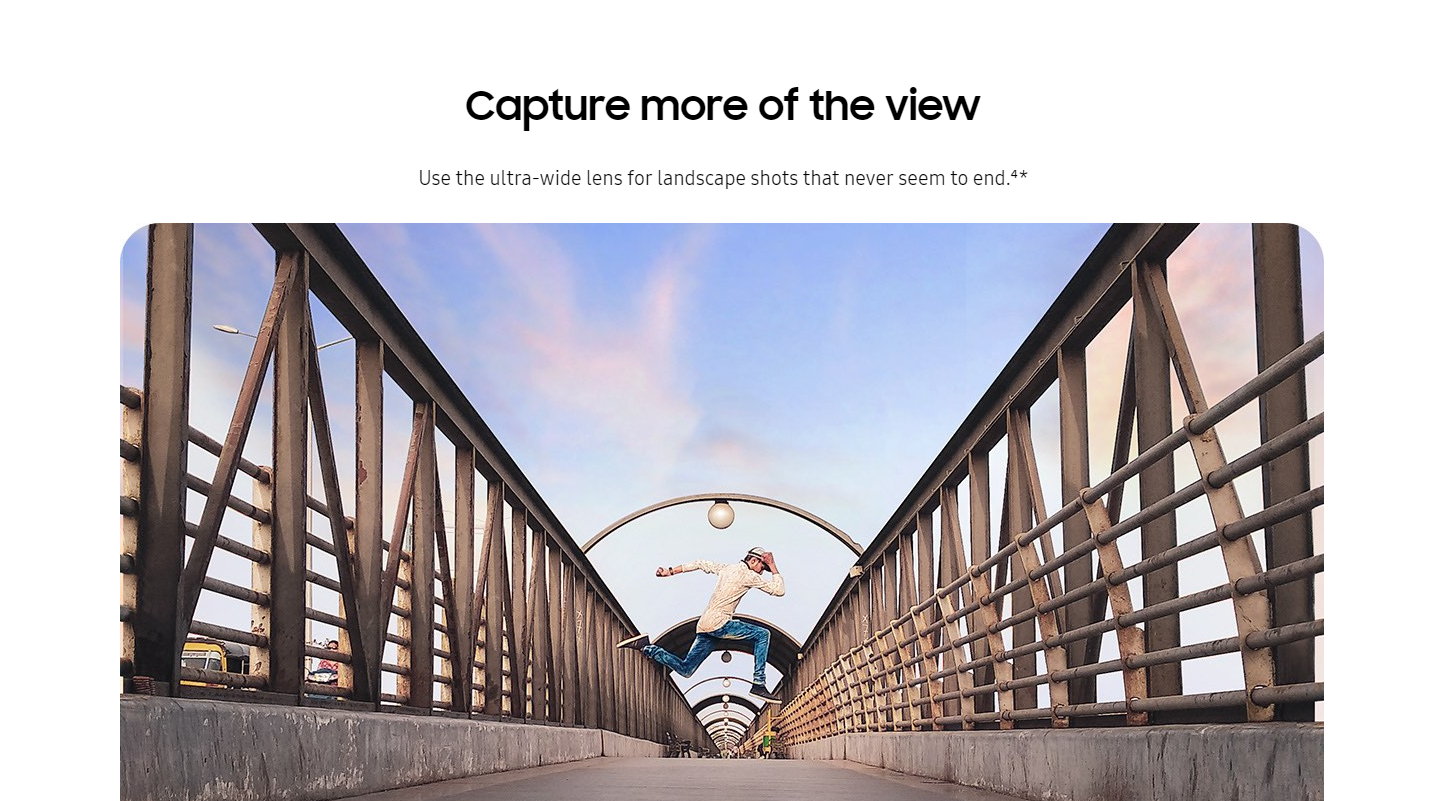 Capture more of the view
Use the ultra-wide lens for landscape shots that never seem to end.⁴*